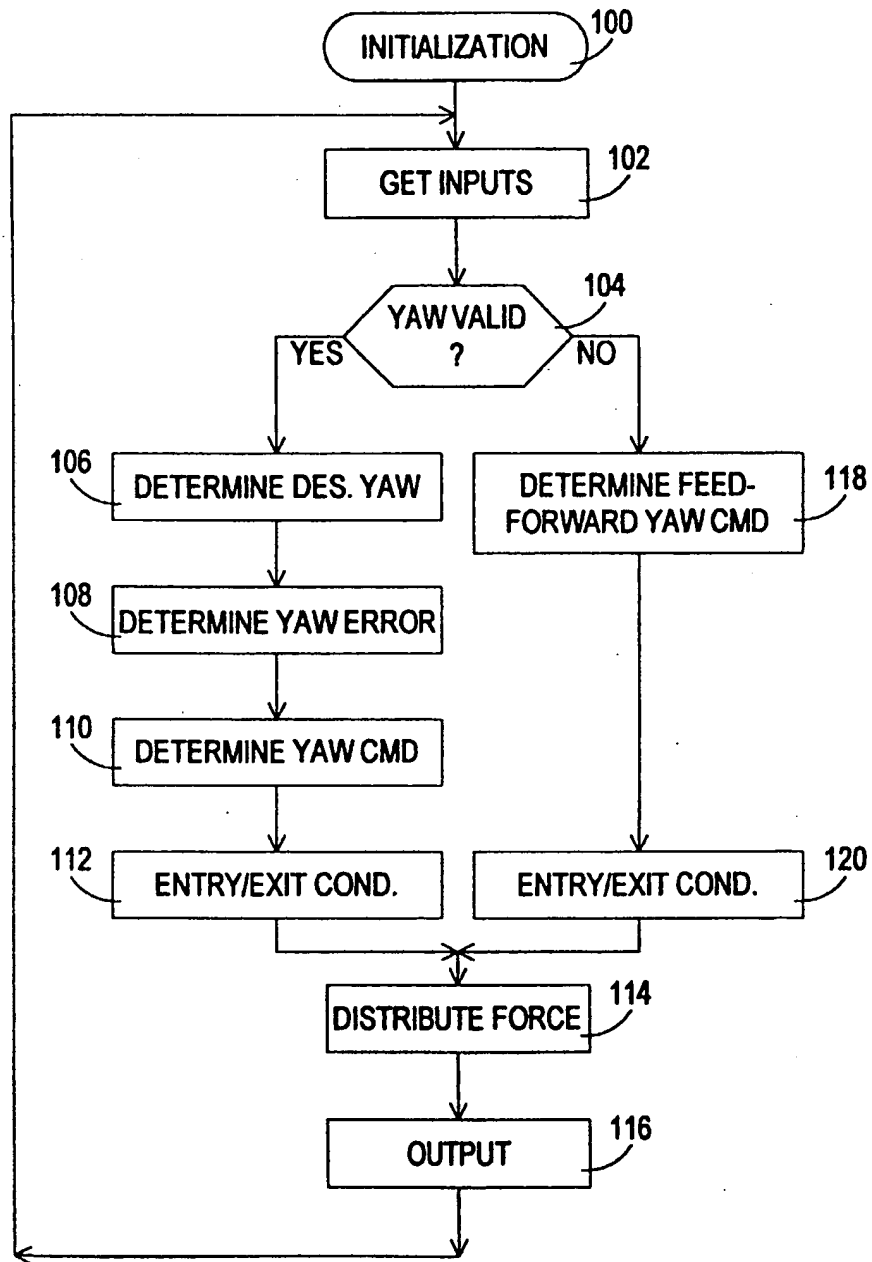 INITIALIZATION
100
GET INPUTS
102
YAW VALID
?
104
YES
NO
106
DETERMINE DES. YAW
DETERMINE FEED-
FORWARD YAW CMD
118
108
DETERMINE YAW ERROR
110
DETERMINE YAW CMD
112
ENTRY/EXIT COND.
ENTRY/EXIT COND.
120
DISTRIBUTE FORCE
114
OUTPUT
116